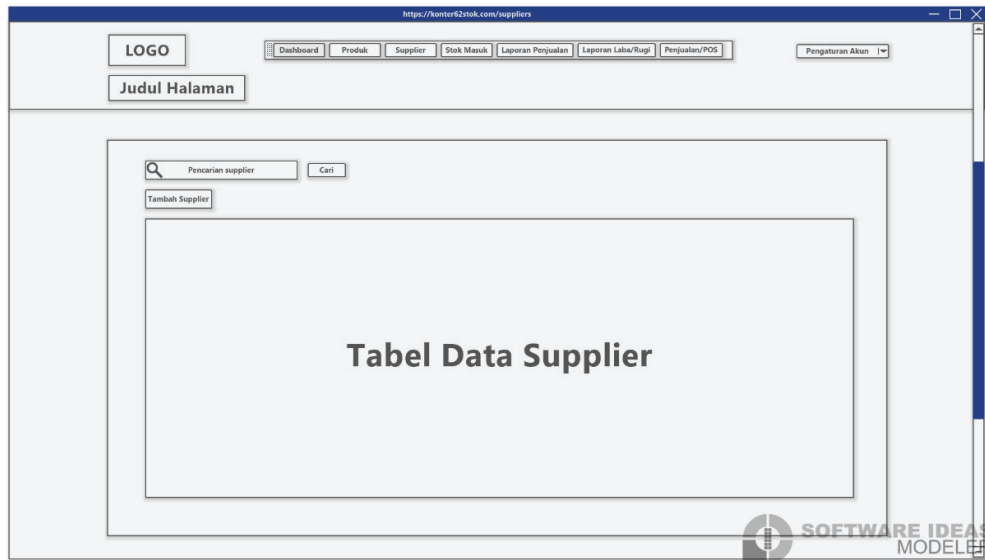 https://konter62stok.com/suppliers
LOGO
Dashboard Produk Supplier Stok Masuk Laporan Penjualan Laporan Laba/Rugi Penjualan/POS
Pengaturan Akun
Judul Halaman
Pencarian supplier
Cari
Tambah Supplier
Tabel Data Supplier
SOFTWARE IDEAS
MODELER